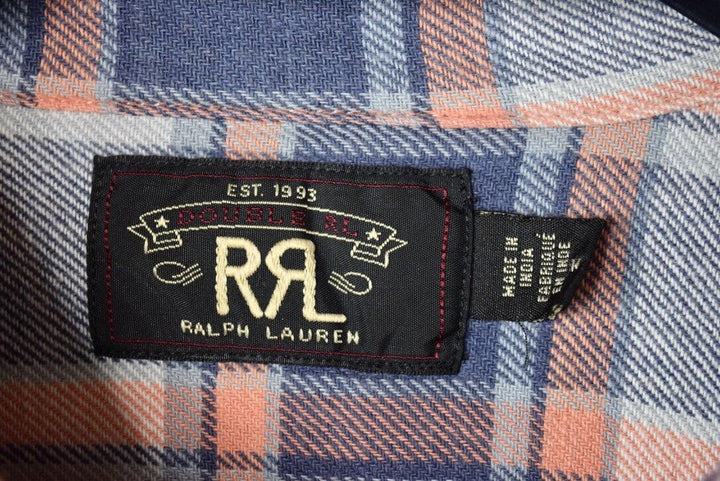 EST. 1993
DOUBLE RL
RRL
RALPH LAUREN
MADE IN
INDIA
FABRIQUÉ
EN INDE